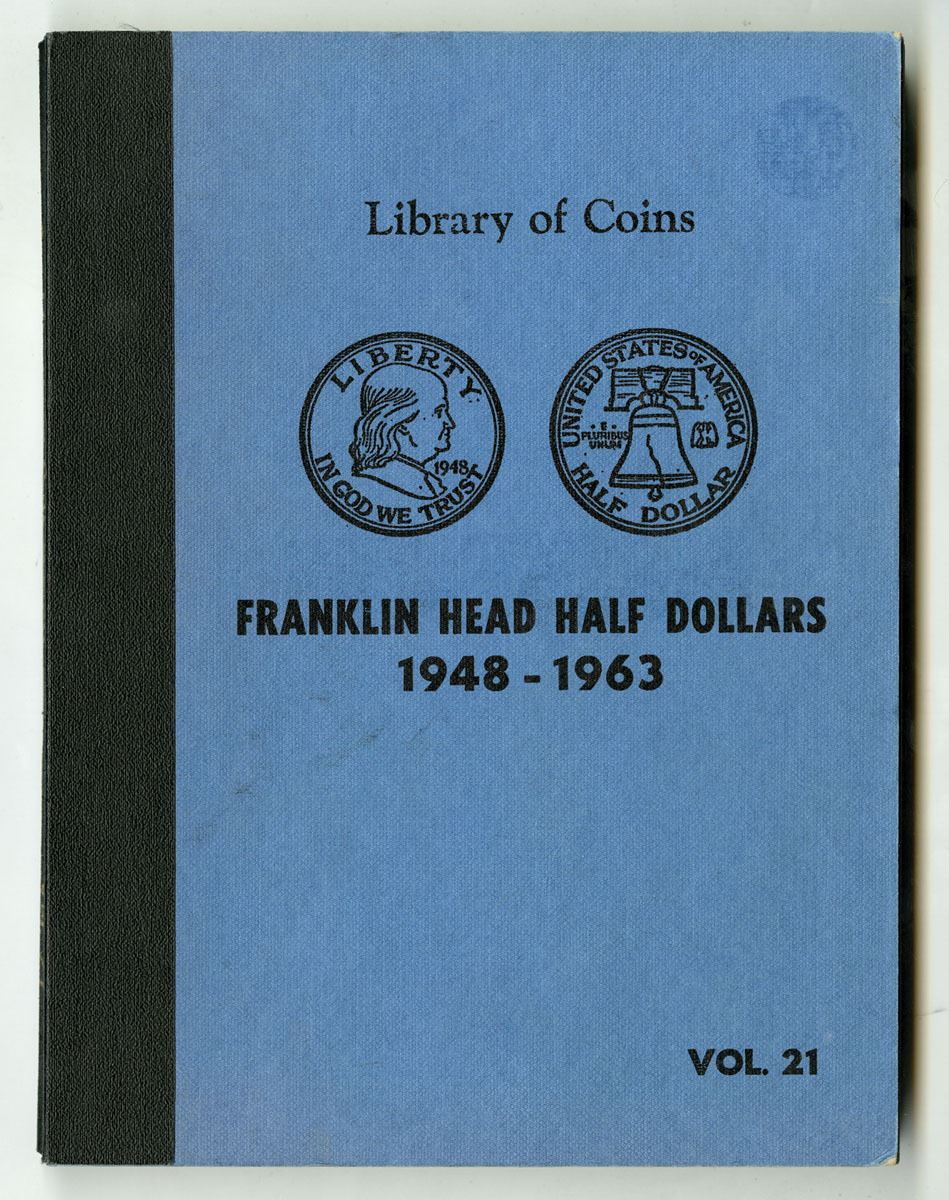 Library of Coins
LIBERTY
1948
IN GOD WE TRUST
UNITED STATES OF AMERICA
E
PLURIBUS
UNUM
HALF DOLLAR
FRANKLIN HEAD HALF DOLLARS
1948 - 1963
VOL. 21